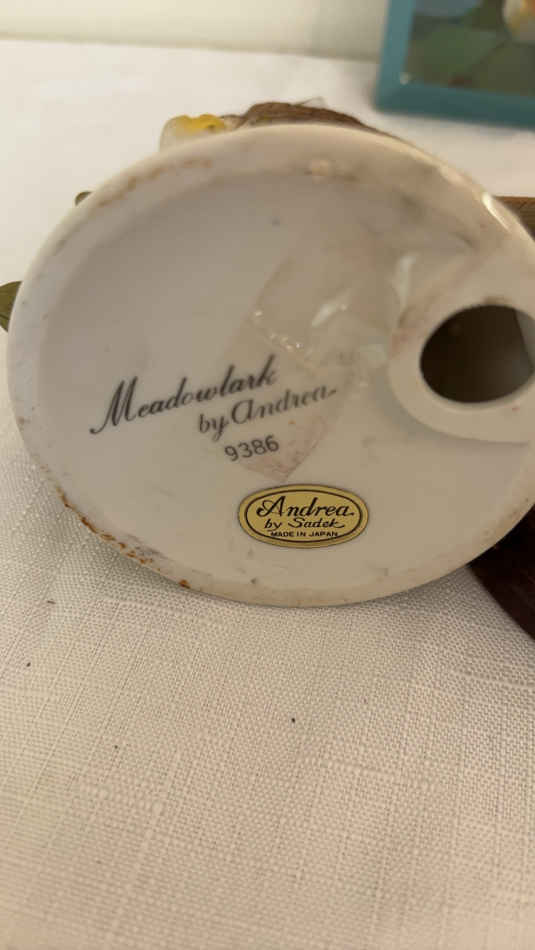 Meadowlark
by Andrea
9386
Andrea
by Sadek
MADE IN JAPAN